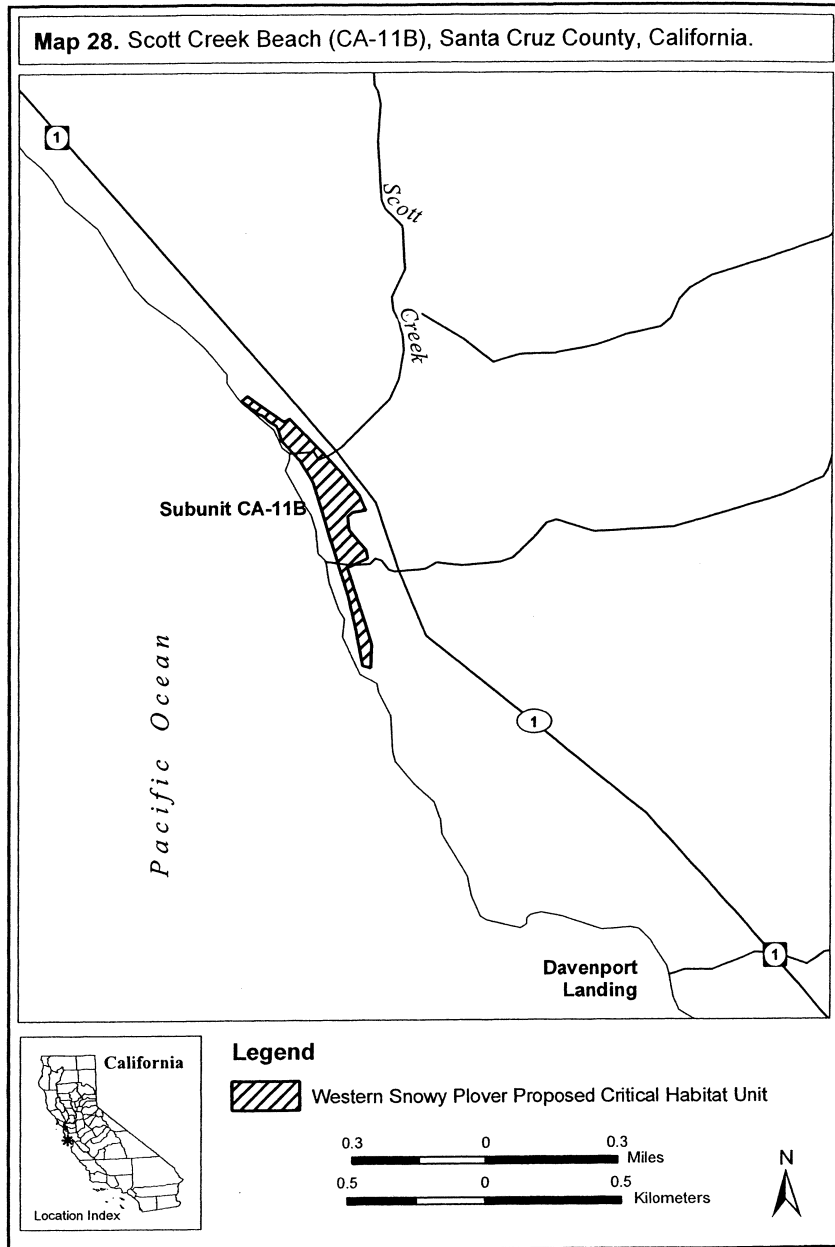 Map 28. Scott Creek Beach (CA-11B), Santa Cruz County, California.
1
Scott
Creek
Subunit CA-11B
Pacific Ocean
1
Davenport
Landing
1
California
Location Index
Legend
Western Snowy Plover Proposed Critical Habitat Unit
0.3 0 0.3
Miles
0.5 0 0.5
Kilometers
N